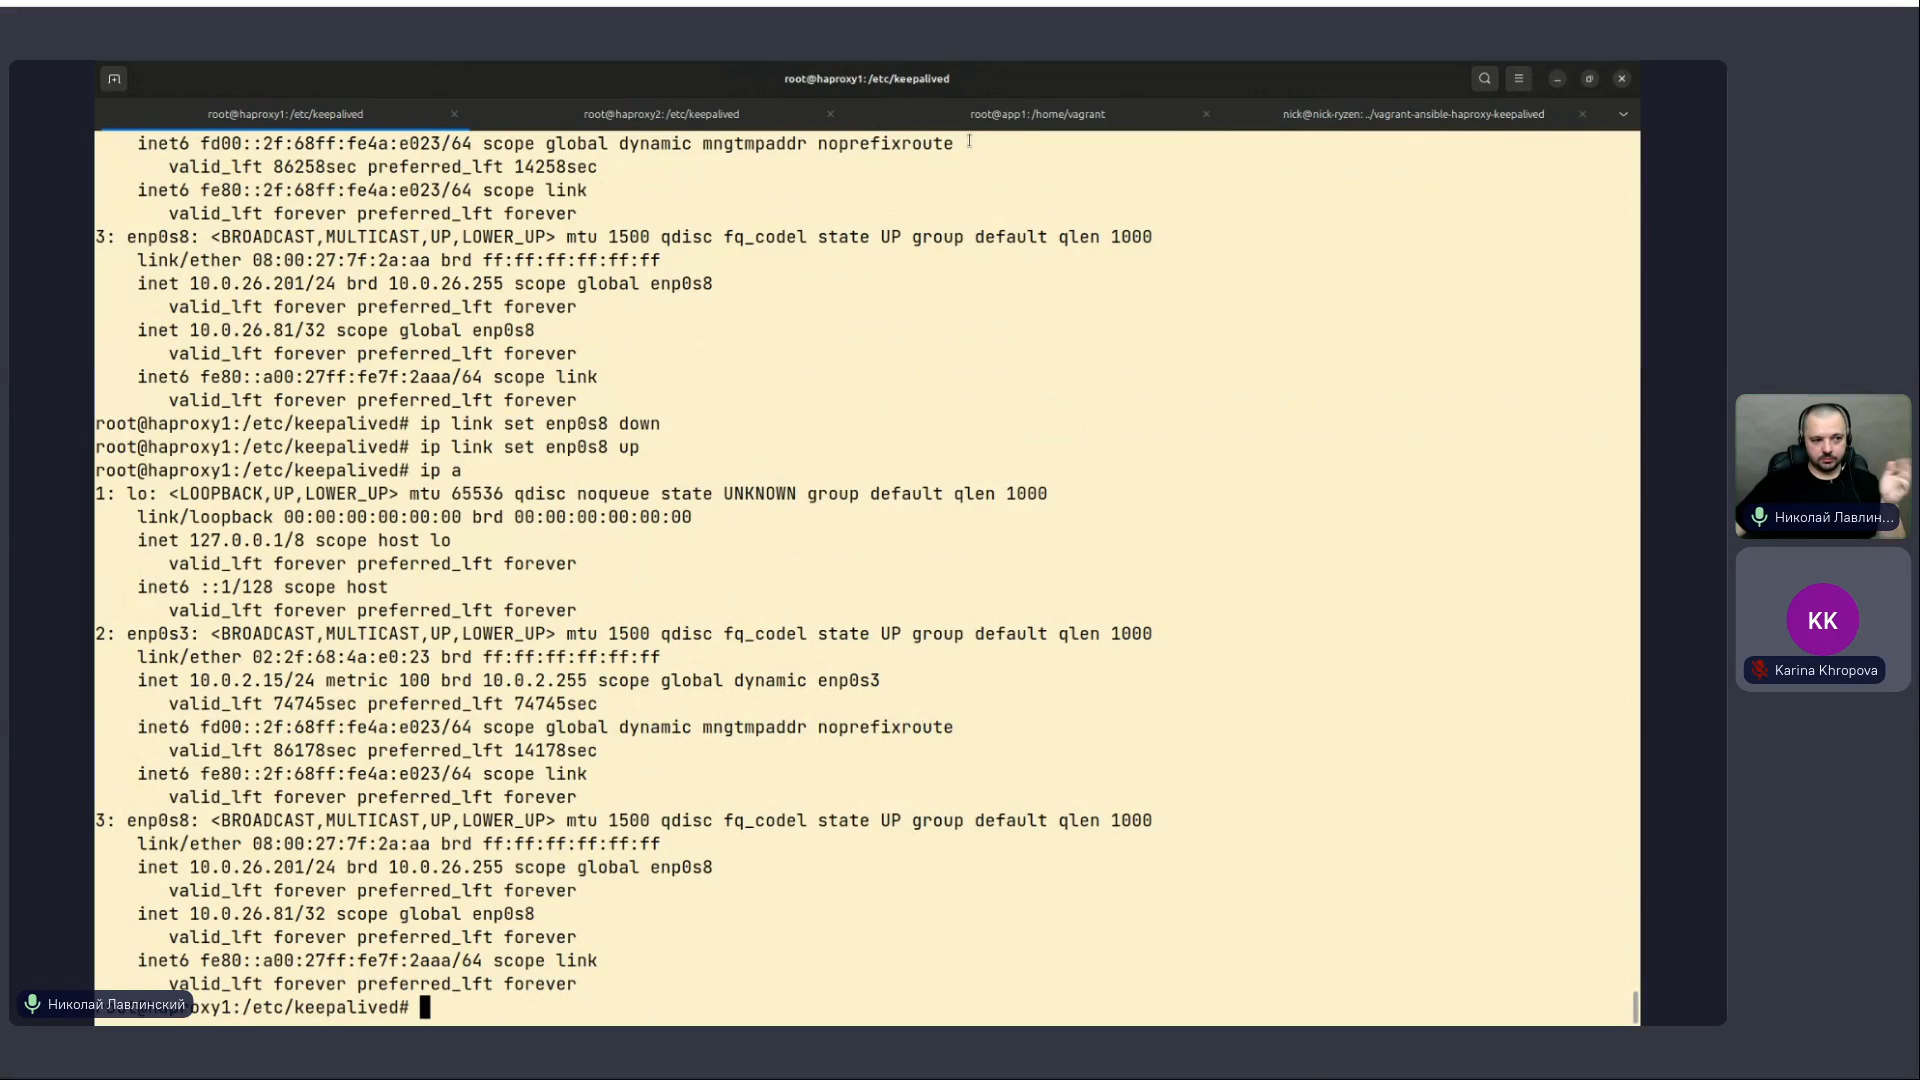 root@haproxy1: /etc/keepalived
root@haproxy1: /etc/keepalived
root@haproxy2: /etc/keepalived
root@app1: /home/vagrant
nick@nick-ryzen: ../vagrant-ansible-haproxy-keepalived
inet6 fd00::2f:68ff:fe4a:e023/64 scope global dynamic mngtmpaddr noprefixroute
valid_lft 86258sec preferred_lft 14258sec
inet6 fe80::2f:68ff:fe4a:e023/64 scope link
valid_lft forever preferred_lft forever
3: enp0s8: <BROADCAST,MULTICAST,UP,LOWER_UP> mtu 1500 qdisc fq_codel state UP group default qlen 1000
link/ether 08:00:27:7f:2a:aa brd ff:ff:ff:ff:ff:ff
inet 10.0.26.201/24 brd 10.0.26.255 scope global enp0s8
valid_lft forever preferred_lft forever
inet 10.0.26.81/32 scope global enp0s8
valid_lft forever preferred_lft forever
inet6 fe80::a00:27ff:fe7f:2aaa/64 scope link
valid_lft forever preferred_lft forever
root@haproxy1:/etc/keepalived# ip link set enp0s8 down
root@haproxy1:/etc/keepalived# ip link set enp0s8 up
root@haproxy1:/etc/keepalived# ip a
1: lo: <LOOPBACK,UP,LOWER_UP> mtu 65536 qdisc noqueue state UNKNOWN group default qlen 1000
link/loopback 00:00:00:00:00:00 brd 00:00:00:00:00:00
inet 127.0.0.1/8 scope host lo
valid_lft forever preferred_lft forever
inet6 ::1/128 scope host
valid_lft forever preferred_lft forever
2: enp0s3: <BROADCAST,MULTICAST,UP,LOWER_UP> mtu 1500 qdisc fq_codel state UP group default qlen 1000
link/ether 02:2f:68:4a:e0:23 brd ff:ff:ff:ff:ff:ff
inet 10.0.2.15/24 metric 100 brd 10.0.2.255 scope global dynamic enp0s3
valid_lft 74745sec preferred_lft 74745sec
inet6 fd00::2f:68ff:fe4a:e023/64 scope global dynamic mngtmpaddr noprefixroute
valid_lft 86178sec preferred_lft 14178sec
inet6 fe80::2f:68ff:fe4a:e023/64 scope link
valid_lft forever preferred_lft forever
3: enp0s8: <BROADCAST,MULTICAST,UP,LOWER_UP> mtu 1500 qdisc fq_codel state UP group default qlen 1000
link/ether 08:00:27:7f:2a:aa brd ff:ff:ff:ff:ff:ff
inet 10.0.26.201/24 brd 10.0.26.255 scope global enp0s8
valid_lft forever preferred_lft forever
inet 10.0.26.81/32 scope global enp0s8
valid_lft forever preferred_lft forever
inet6 fe80::a00:27ff:fe7f:2aaa/64 scope link
valid_lft forever preferred_lft forever
oxy1:/etc/keepalived#
Николай Лавлинский
Николай Лавлин...
KK
Karina Khropova